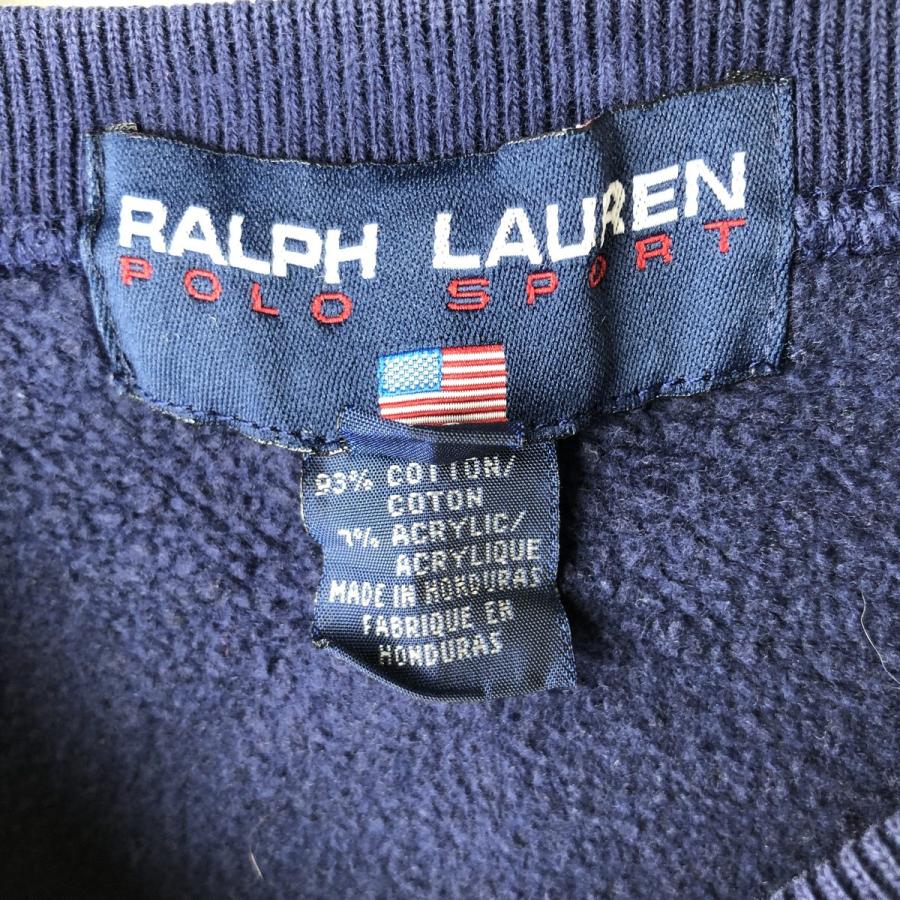 RALPH LAUREN
POLO SPORT
93% COTTON/
COTON
7% ACRYLIC/
ACRYLIQUE
MADE IN HONDURAS
FABRIQUE EN
HONDURAS